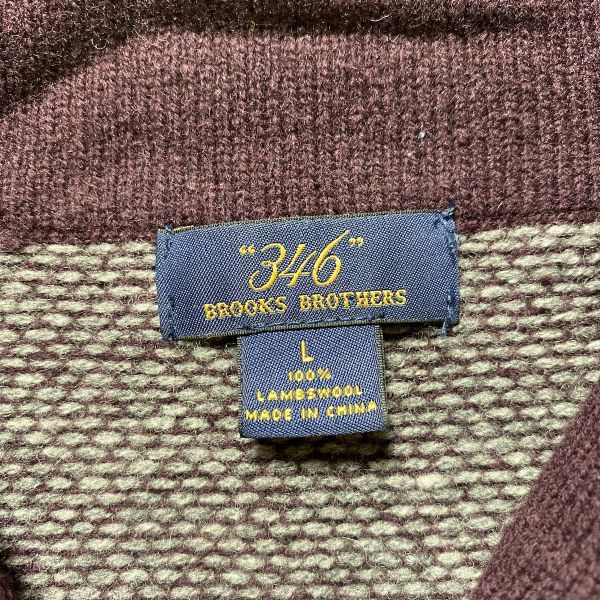 "346"
BROOKS BROTHERS
L
100%
LAMBSWOOL
MADE IN CHINA